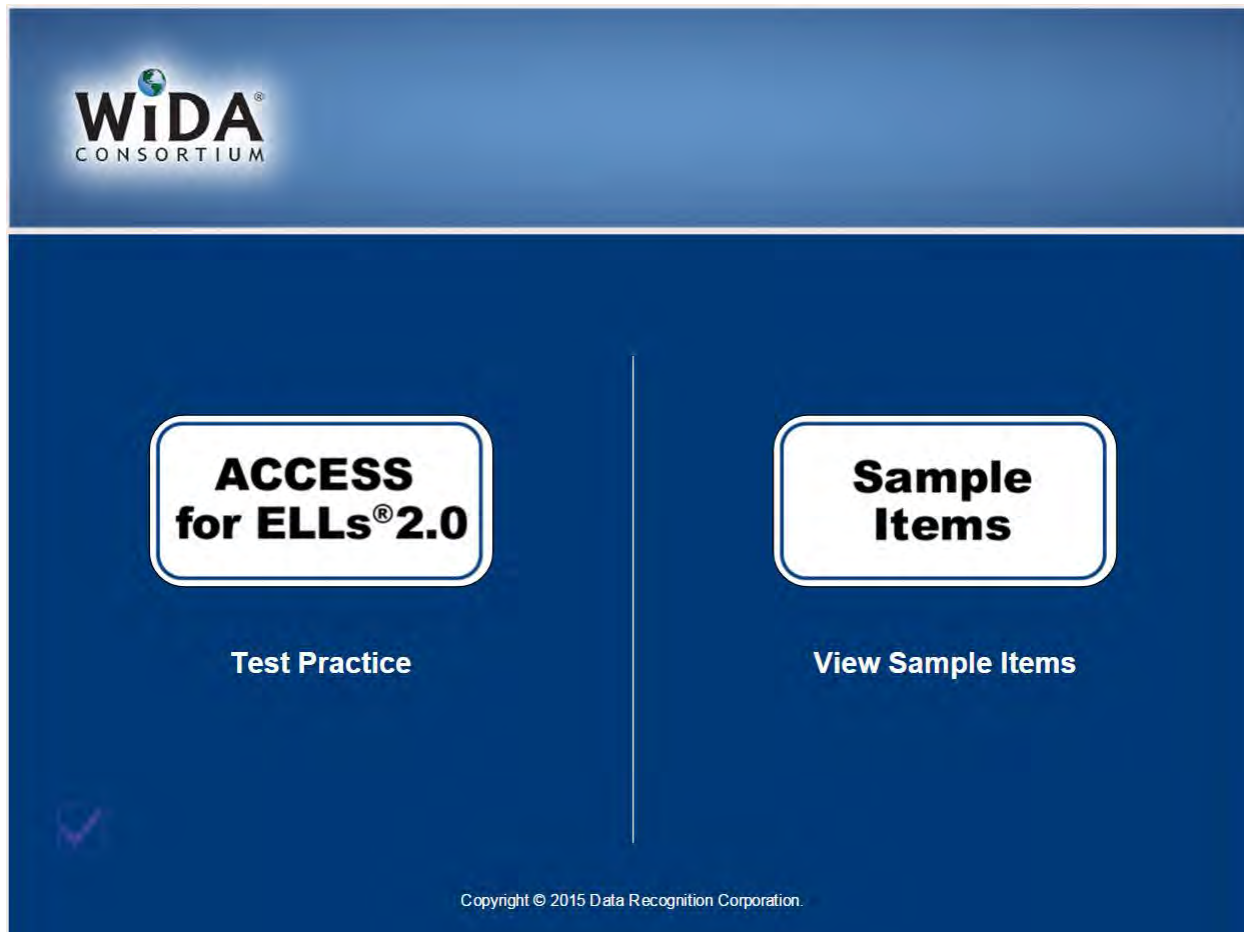 WiDA®
CONSORTIUM
ACCESS
for ELLs®2.0
Test Practice
Sample
Items
View Sample Items
Copyright © 2015 Data Recognition Corporation.